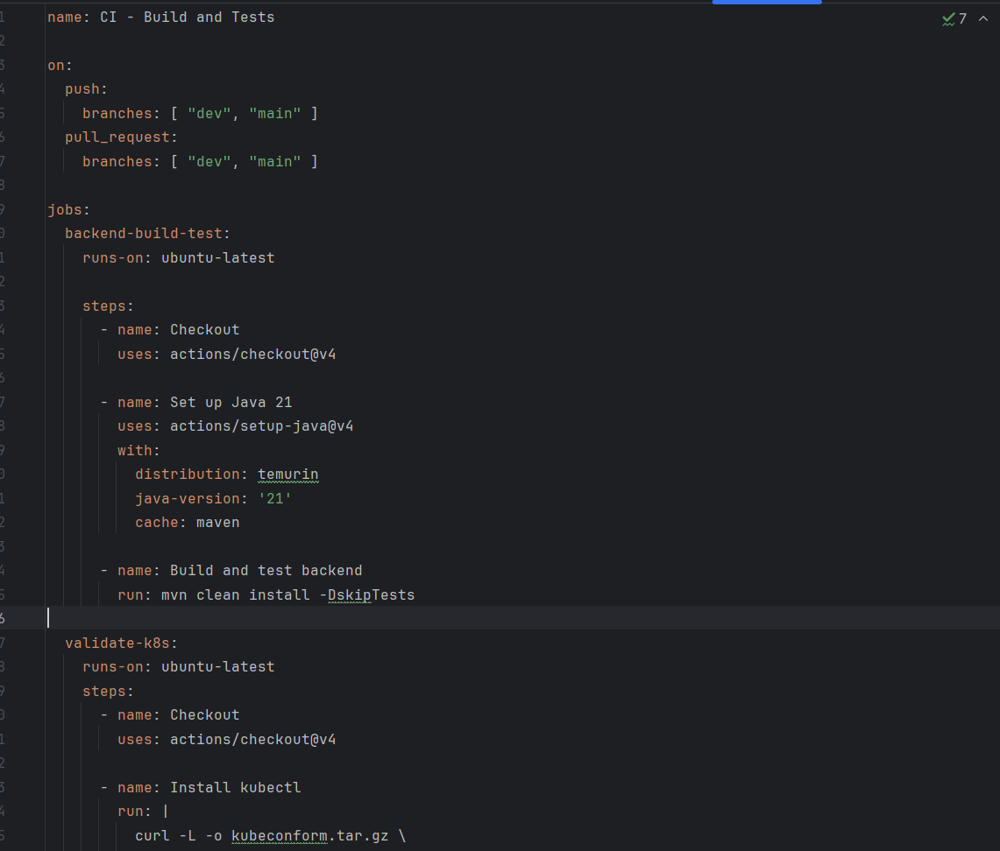 name: CI - Build and Tests
7
on:
push:
branches: [ "dev", "main" ]
pull_request:
branches: [ "dev", "main" ]
jobs:
backend-build-test:
runs-on: ubuntu-latest
steps:
- name: Checkout
uses: actions/checkout@v4
- name: Set up Java 21
uses: actions/setup-java@v4
with:
distribution: temurin
java-version: '21'
cache: maven
- name: Build and test backend
run: mvn clean install -DskipTests
validate-k8s:
runs-on: ubuntu-latest
steps:
- name: Checkout
uses: actions/checkout@v4
- name: Install kubectl
run: |
curl -L -o kubeconform.tar.gz \